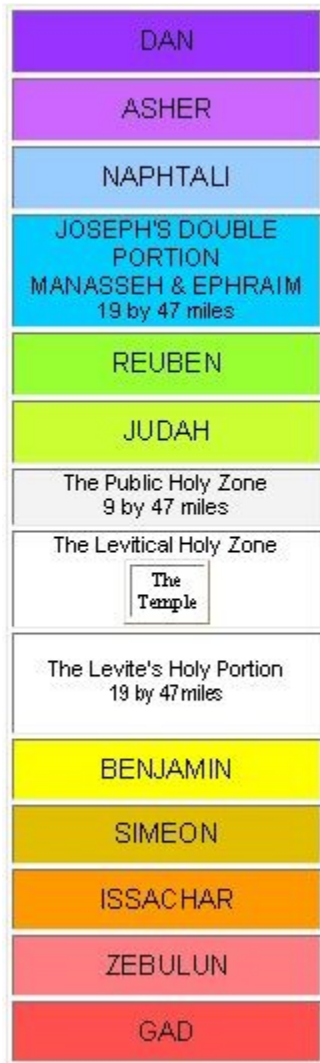 DAN
ASHER
NAPHTALI
JOSEPH'S DOUBLE
PORTION
MANASSEH & EPHRAIM
19 by 47 miles
REUBEN
JUDAH
The Public Holy Zone
9 by 47 miles
The Levitical Holy Zone
The
Temple
The Levite's Holy Portion
19 by 47miles
BENJAMIN
SIMEON
ISSACHAR
ZEBULUN
GAD